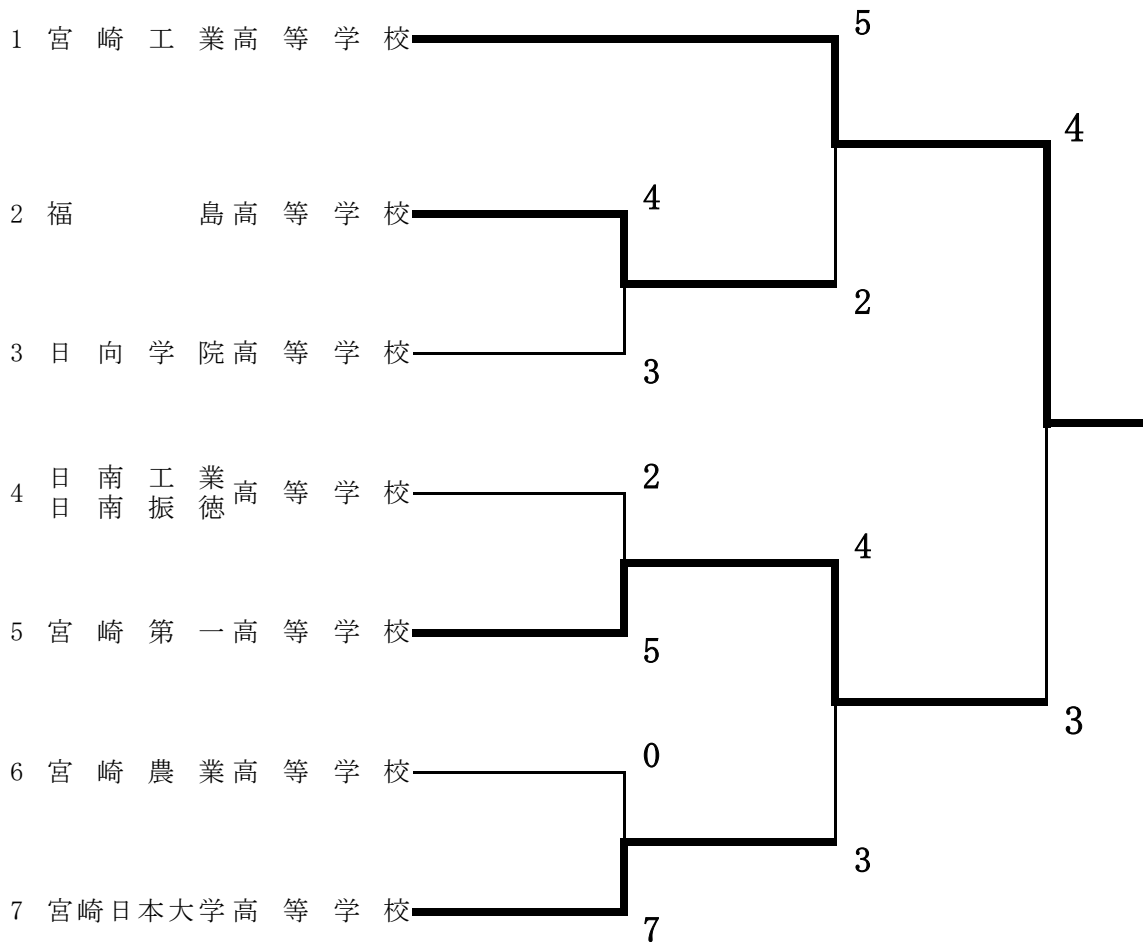 5
1 宮崎工業高等学校
4
4
2 福島高等学校
2
3 日向学院高等学校
3
2
日南工業
4 高等学校
日南振徳
4
5 宮崎第一高等学校
5
3
0
6 宮崎農業高等学校
3
7 宮崎日本大学高等学校
7